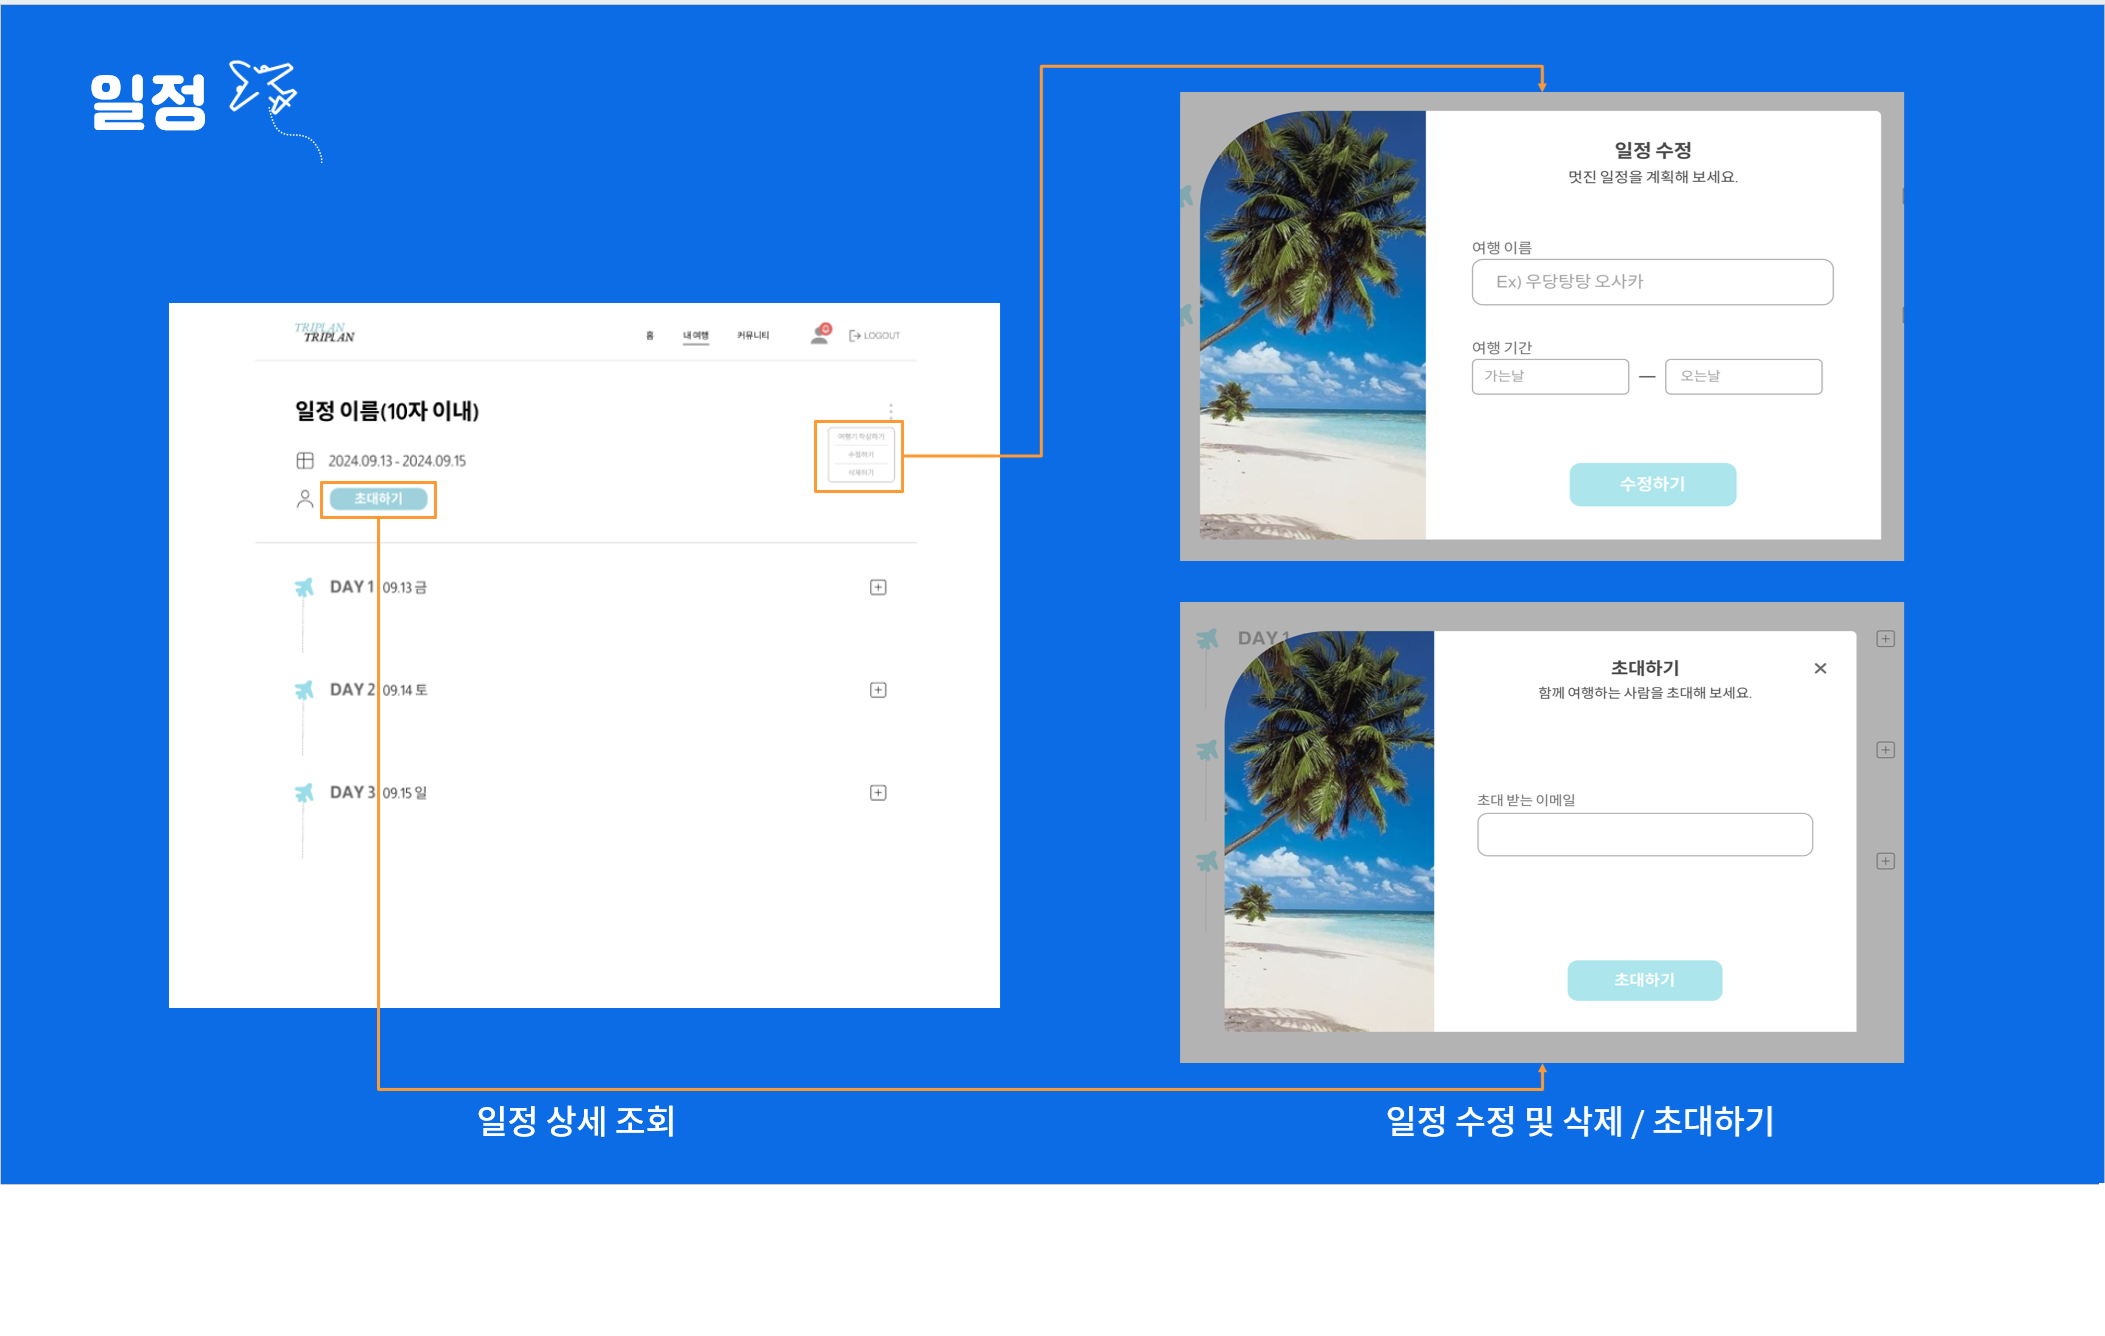 일정
TRIPLAN
TRIPLAN
홈 내 여행 커뮤니티 LOGOUT
일정 이름(10자 이내)
2024.09.13 - 2024.09.15
초대하기
여행기 작성하기
수정하기
삭제하기
DAY 1 09.13 금
DAY 2 09.14 토
DAY 3 09.15 일
일정 상세 조회
일정 수정
멋진 일정을 계획해 보세요.
여행 이름
Ex) 우당탕탕 오사카
여행 기간
가는날 — 오는날
수정하기
DAY 1
초대하기
함께 여행하는 사람을 초대해 보세요.
초대 받는 이메일
초대하기
일정 수정 및 삭제 / 초대하기